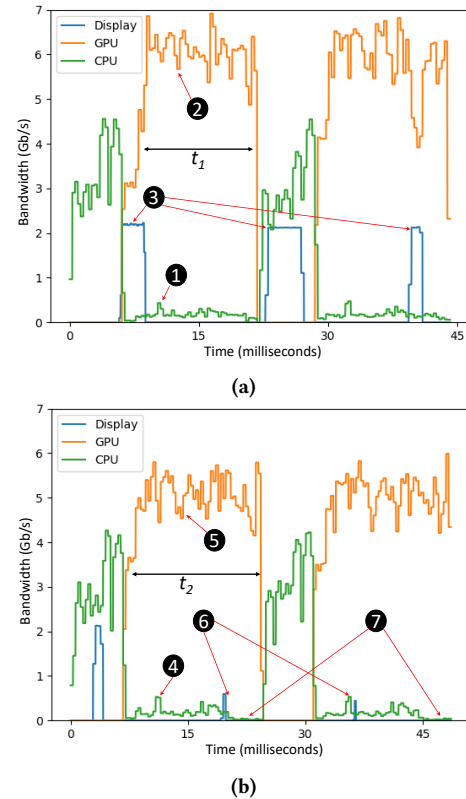 7
6
5
4
3
2
1
0
Bandwidth (Gb/s)
Display
GPU
CPU
2
t1
3
1
0
15
30
45
Time (milliseconds)
(a)
7
6
5
4
3
2
1
0
Bandwidth (Gb/s)
Display
GPU
CPU
5
t2
6
7
4
0
15
30
45
Time (milliseconds)
(b)